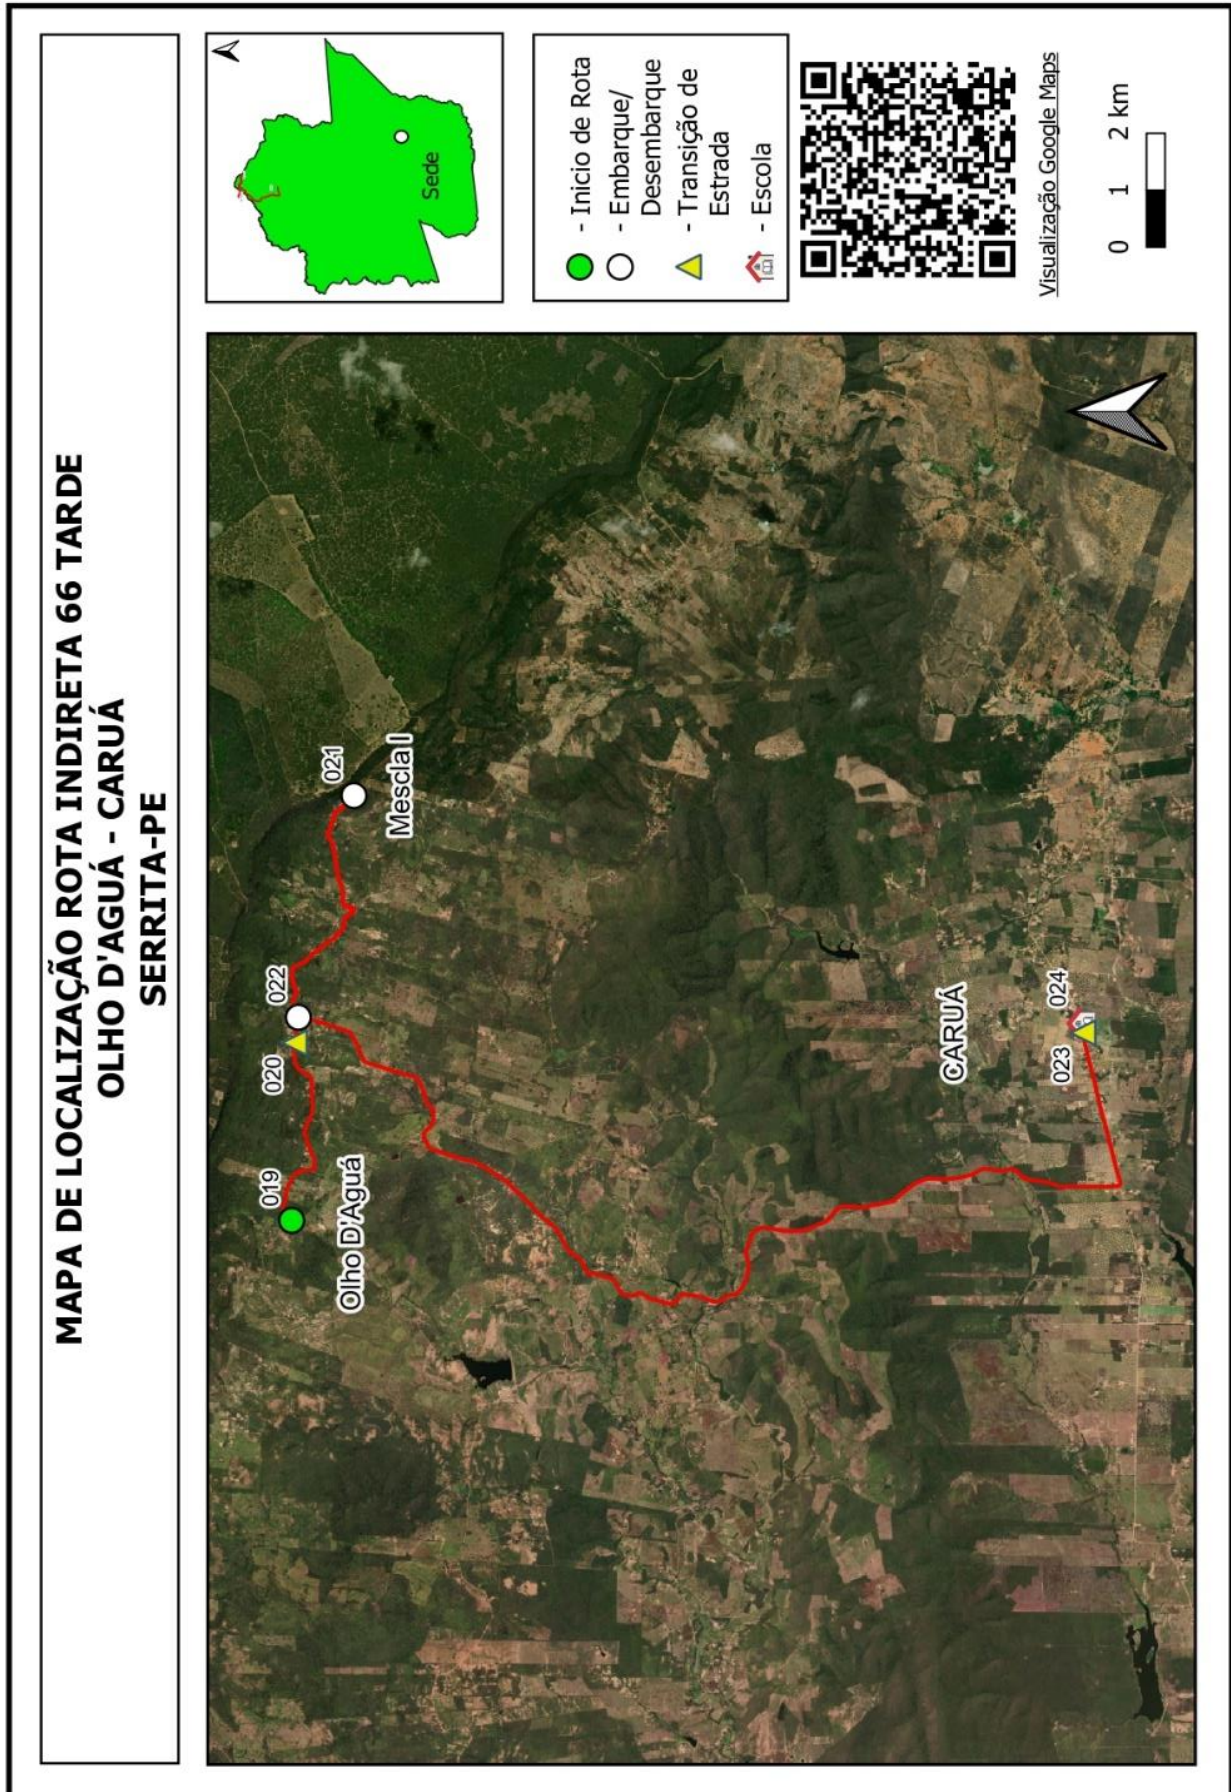 MAPA DE LOCALIZAÇÃO ROTA INDIRETA 66 TARDE
OLHO D'AGUÁ - CARUÁ
SERRITA-PE
019
020
022
021
Olho D'Aguá
Mescla I
CARUÁ
023
024
Sede
- Inicio de Rota
- Embarque/
Desembarque
- Transição de
Estrada
- Escola
Visualização Google Maps
0 1 2 km